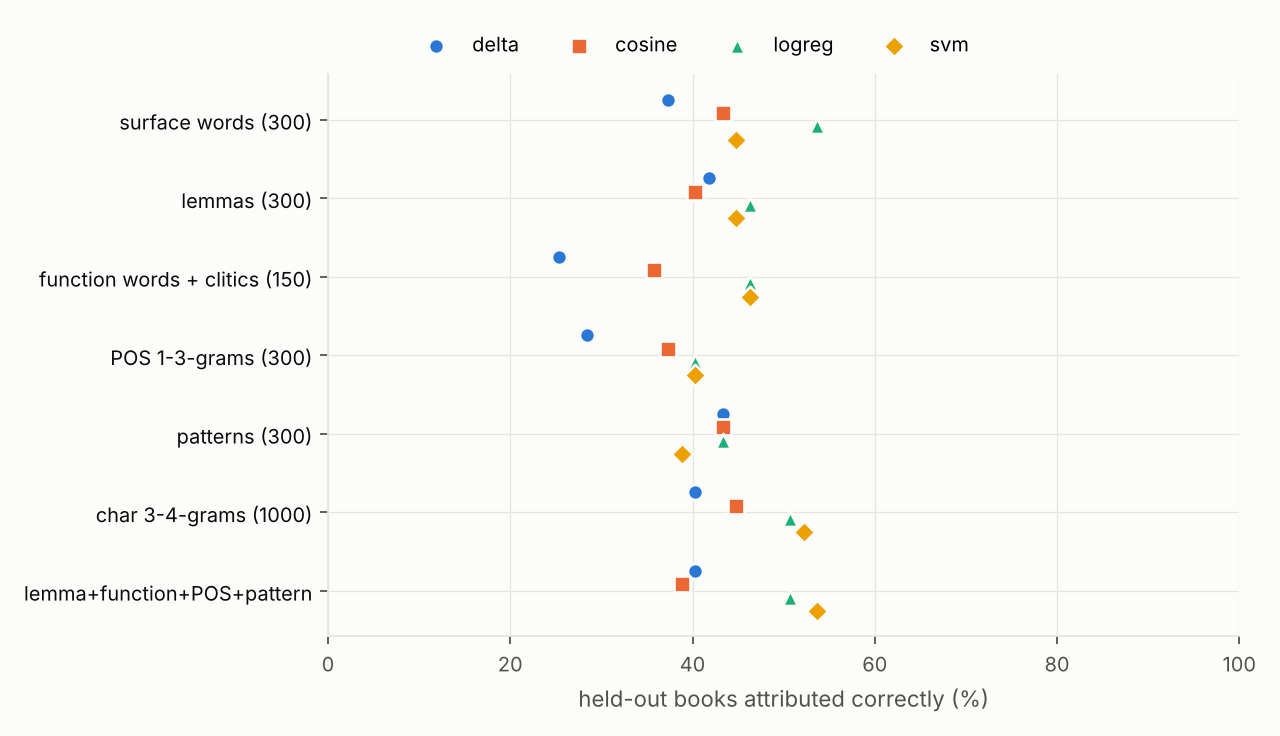 delta cosine logreg svm
surface words (300)
lemmas (300)
function words + clitics (150)
POS 1-3-grams (300)
patterns (300)
char 3-4-grams (1000)
lemma+function+POS+pattern
0 20 40 60 80 100
held-out books attributed correctly (%)